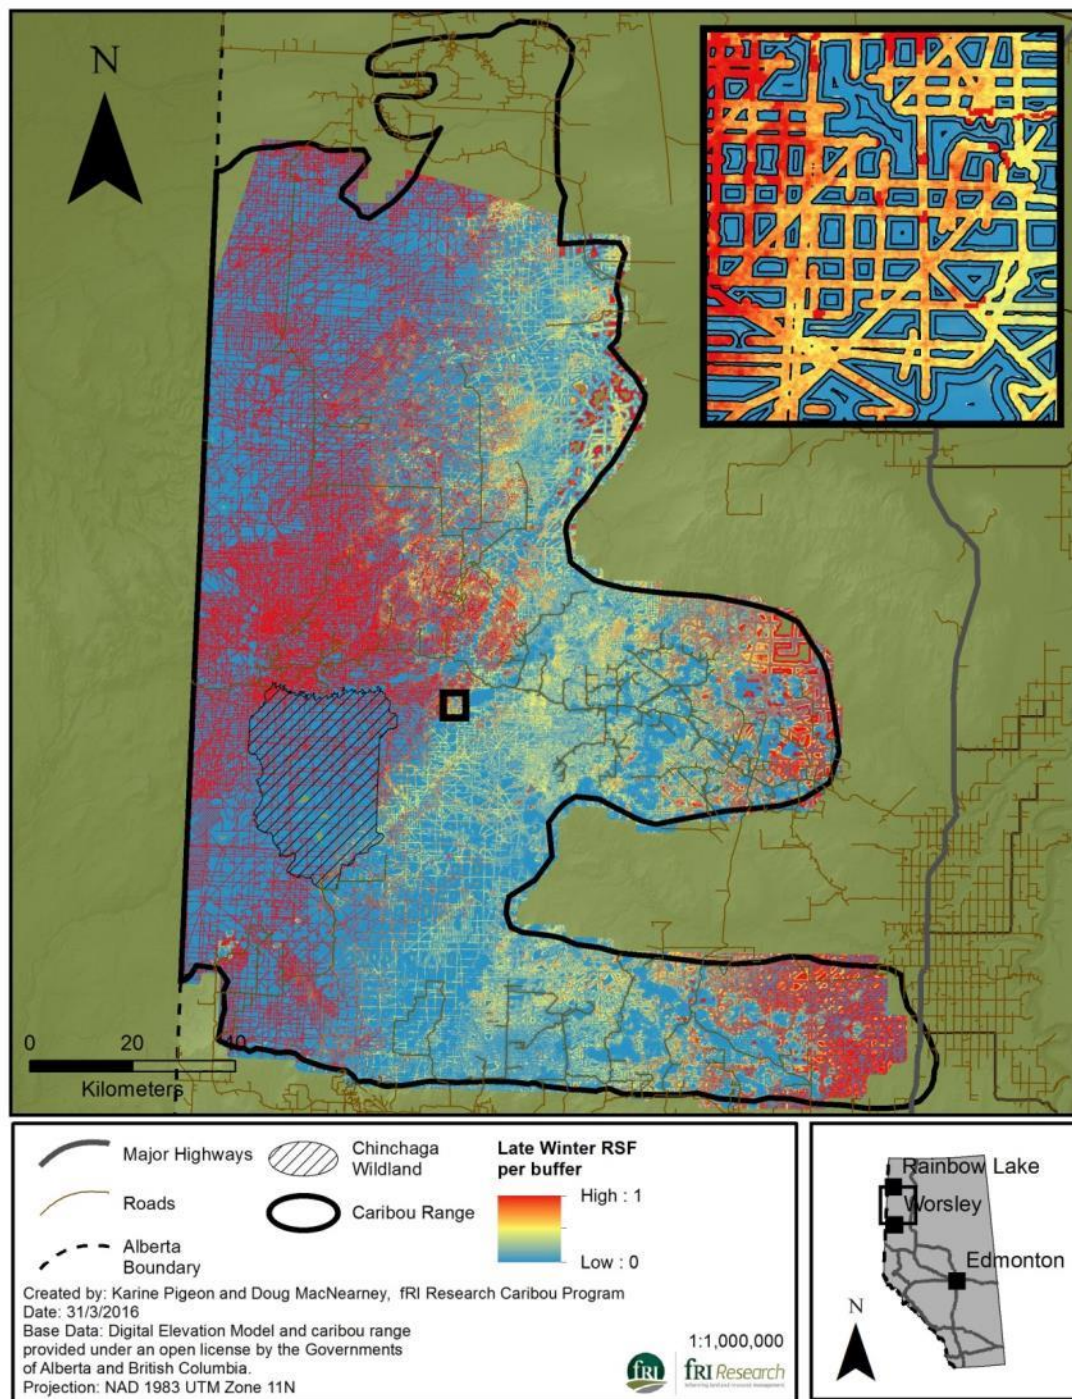 N
0 20 40
Kilometers
Major Highways
Roads
Alberta
Boundary
Chinchaga
Wildland
Caribou Range
Late Winter RSF
per buffer
High : 1
Low : 0
Created by: Karine Pigeon and Doug MacNearney, fRI Research Caribou Program
Date: 31/3/2016
Base Data: Digital Elevation Model and caribou range
provided under an open license by the Governments
of Alberta and British Columbia.
Projection: NAD 1983 UTM Zone 11N
1:1,000,000
fRI
fRI Research
Rainbow Lake
Worsley
Edmonton
N